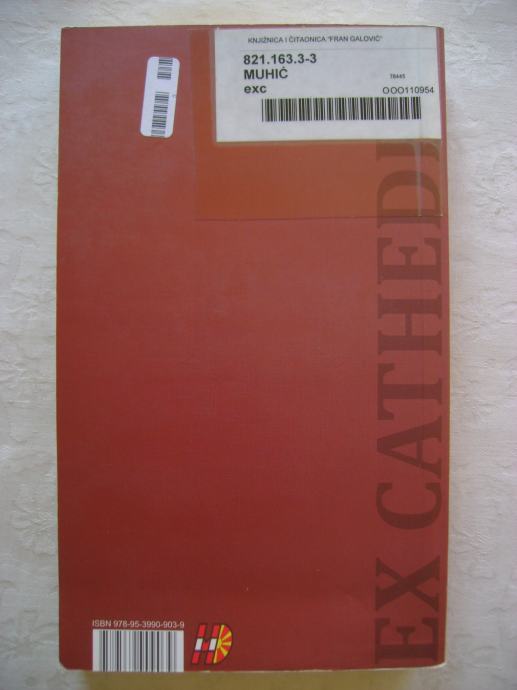 KNJIŽNICA I ČITAONICA "FRAN GALOVIĆ"
821.163.3-3
MUHIĆ
78445
exc
OOO110954
EX CATHED
ISBN 978-95-3990-903-9